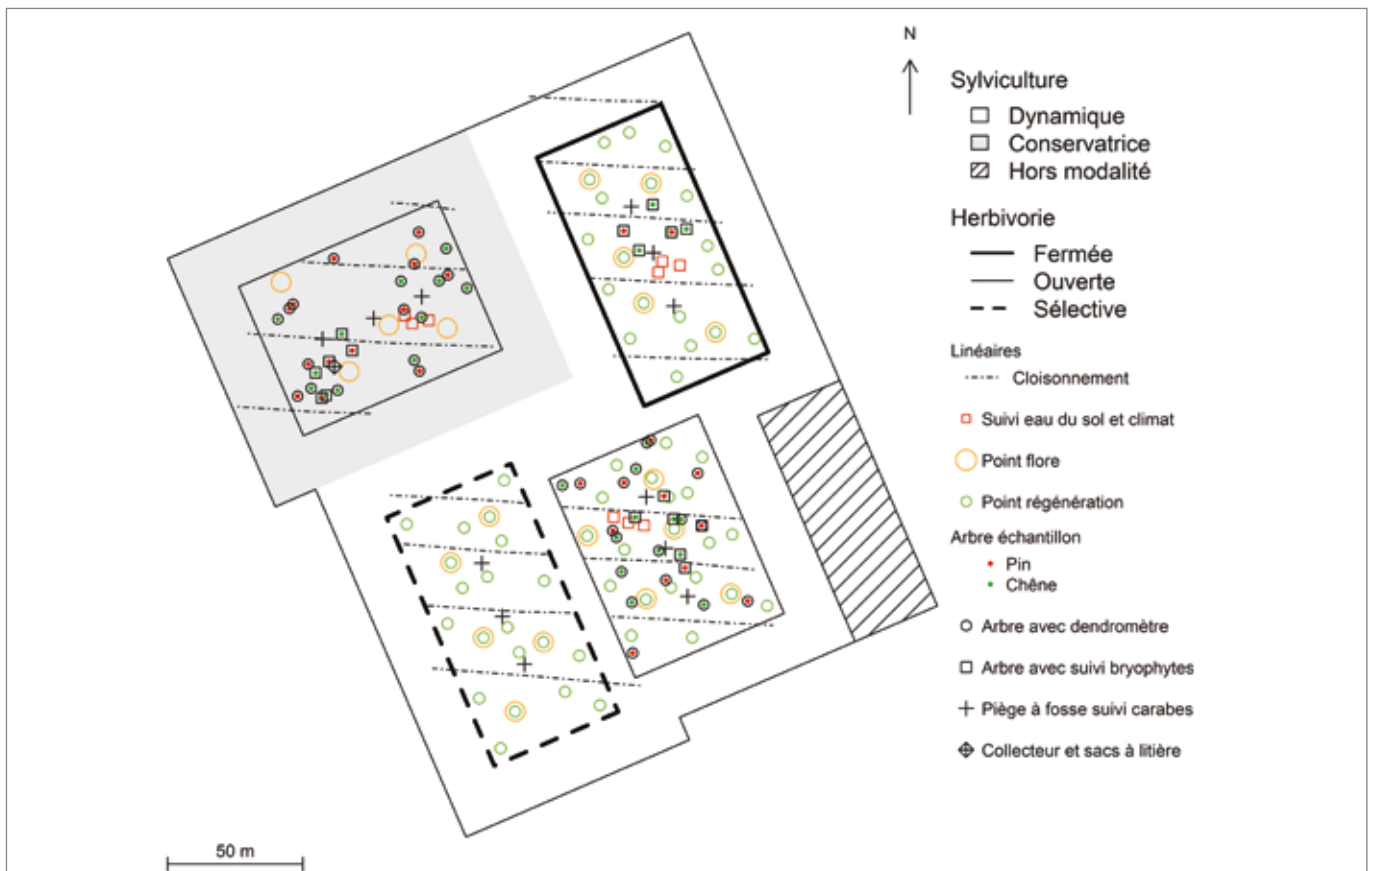 N
Sylviculture
Dynamique
Conservatrice
Hors modalité
Herbivorie
Fermée
Ouverte
Sélective
Linéaires
Cloisonnement
Suivi eau du sol et climat
Point flore
Point régénération
Arbre échantillon
Pin
Chêne
Arbre avec dendromètre
Arbre avec suivi bryophytes
Piège à fosse suivi carabes
Collecteur et sacs à litière
50 m